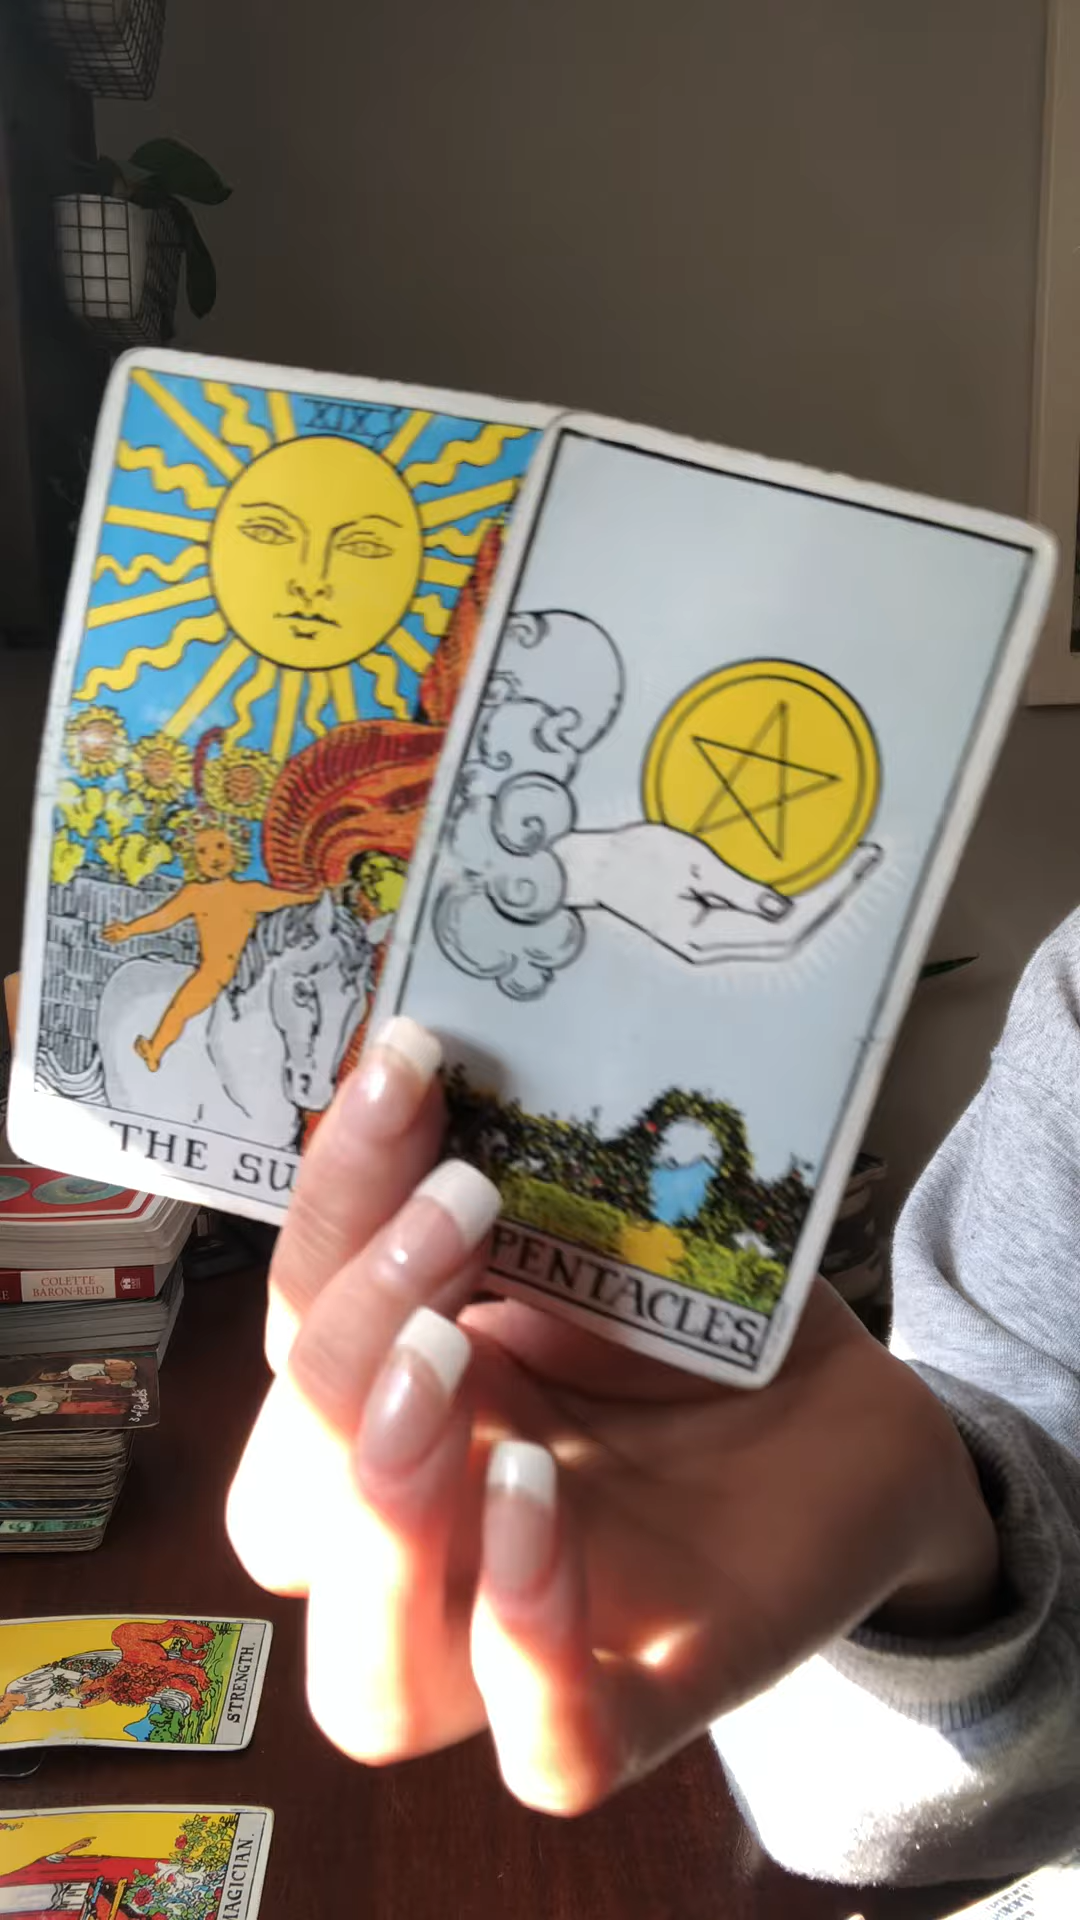 XIX
THE SU
PENTACLES
COLETTE
BARON-REID
STRENGTH.
MAGICIAN.